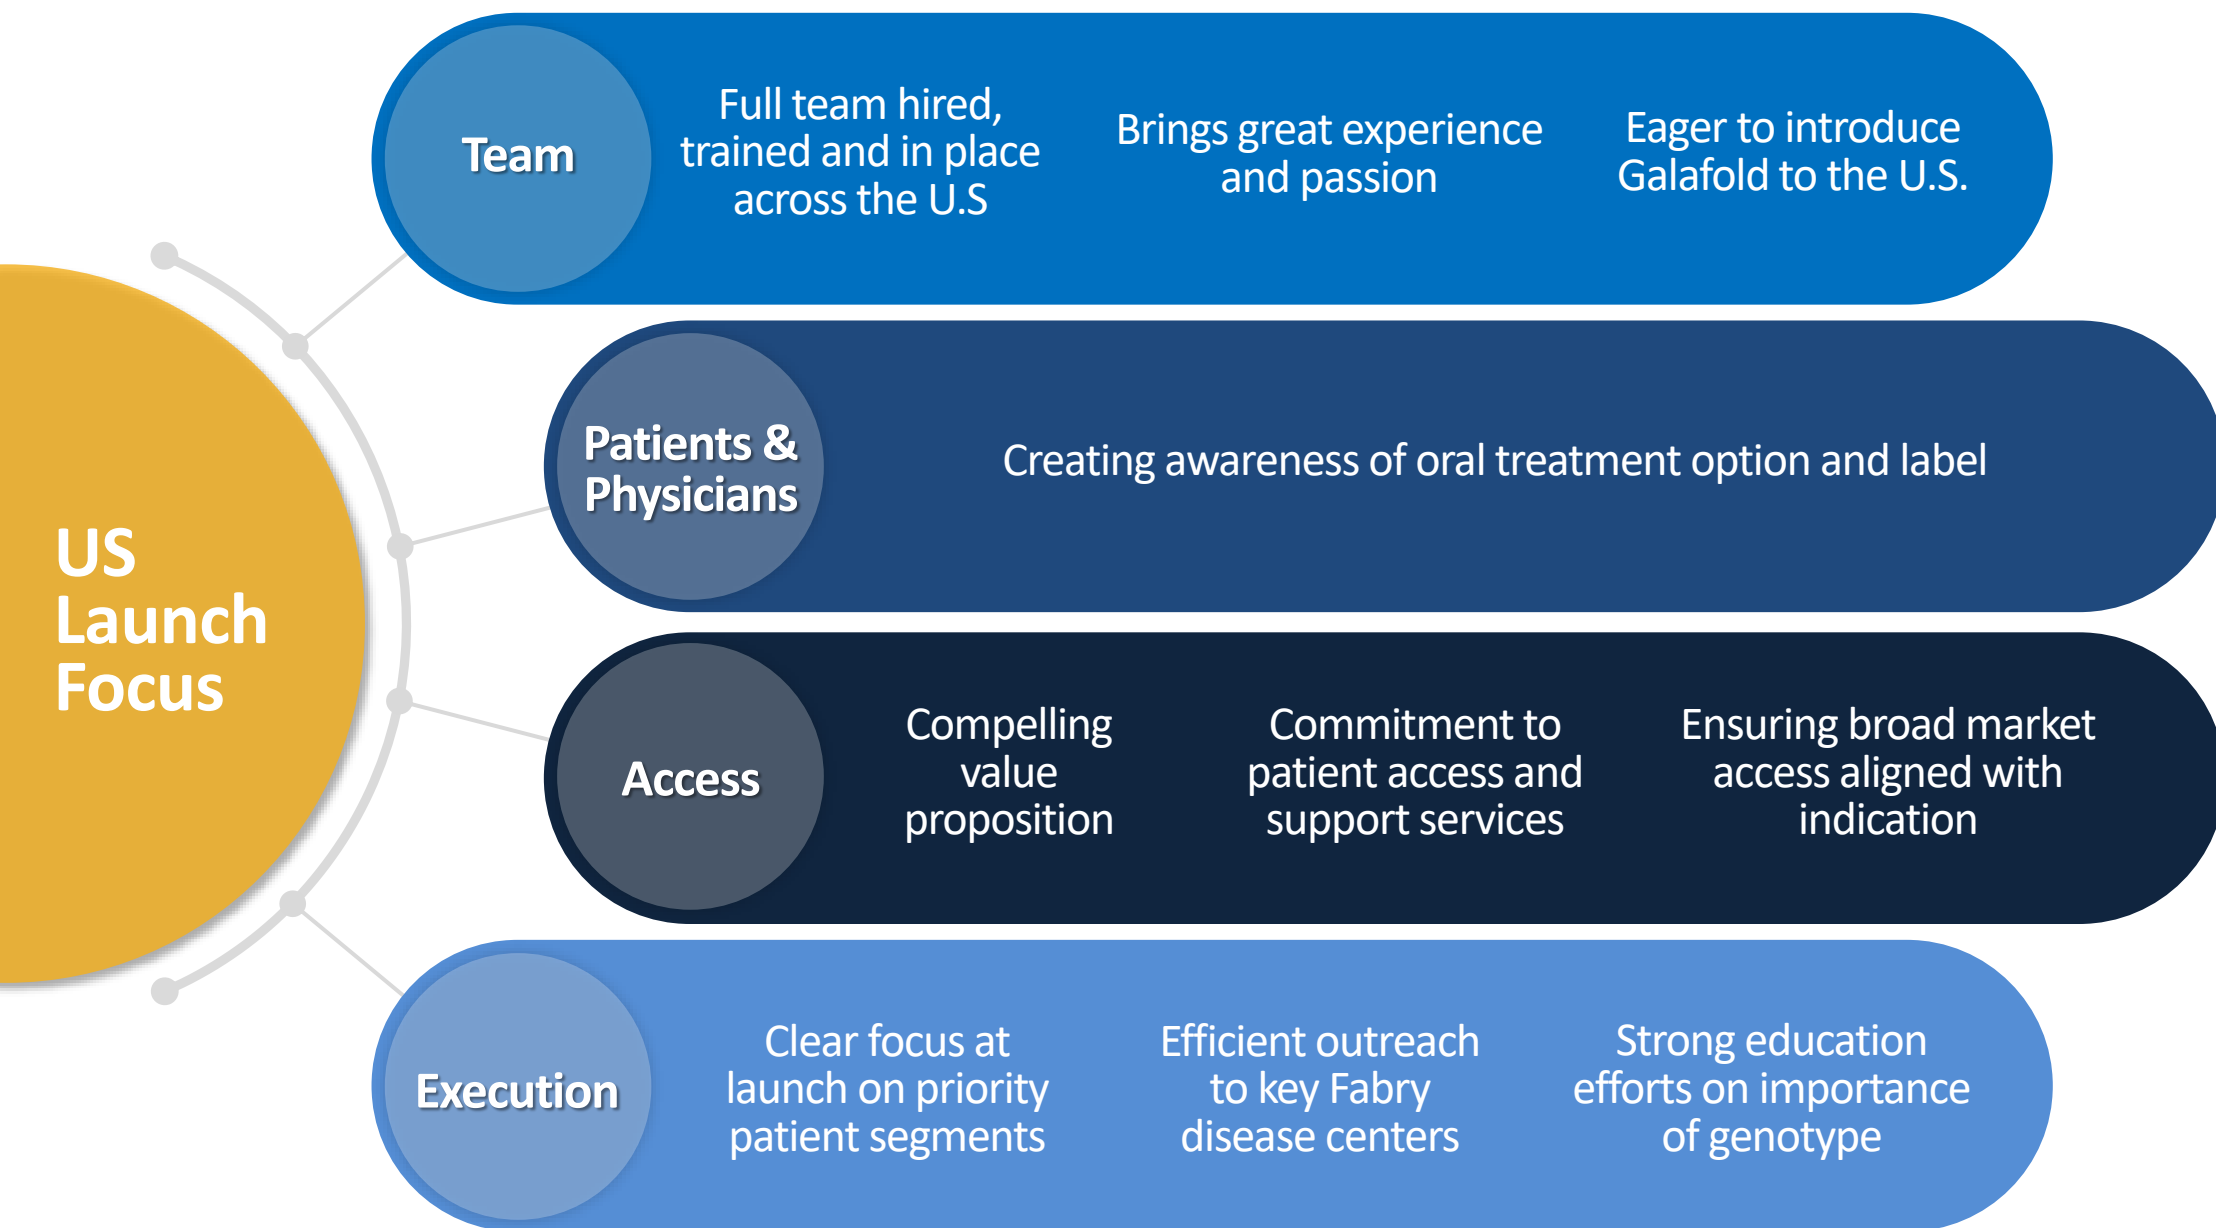 US
Launch
Focus
Team
Full team hired,
trained and in place
across the U.S
Brings great experience
and passion
Eager to introduce
Galafold to the U.S.
Patients &
Physicians
Creating awareness of oral treatment option and label
Access
Compelling
value
proposition
Commitment to
patient access and
support services
Ensuring broad market
access aligned with
indication
Execution
Clear focus at
launch on priority
patient segments
Efficient outreach
to key Fabry
disease centers
Strong education
efforts on importance
of genotype